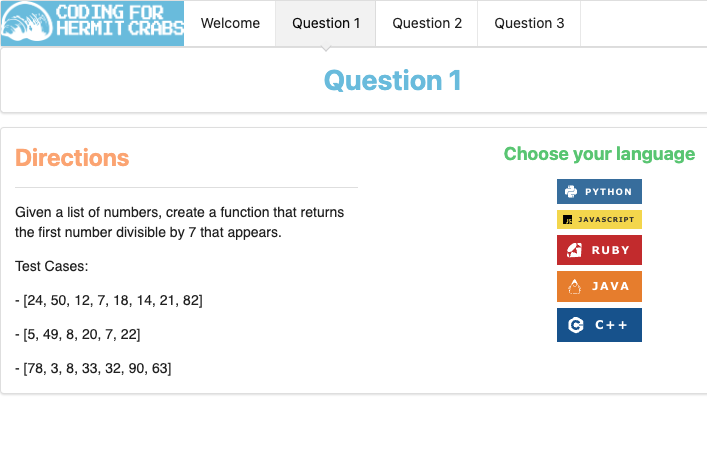 CODING FOR
HERMIT CRABS
Welcome
Question 1
Question 2
Question 3
Question 1
Directions
Given a list of numbers, create a function that returns
the first number divisible by 7 that appears.
Test Cases:
- [24, 50, 12, 7, 18, 14, 21, 82]
- [5, 49, 8, 20, 7, 22]
- [78, 3, 8, 33, 32, 90, 63]
Choose your language
PYTHON
JS JAVASCRIPT
RUBY
JAVA
C C++